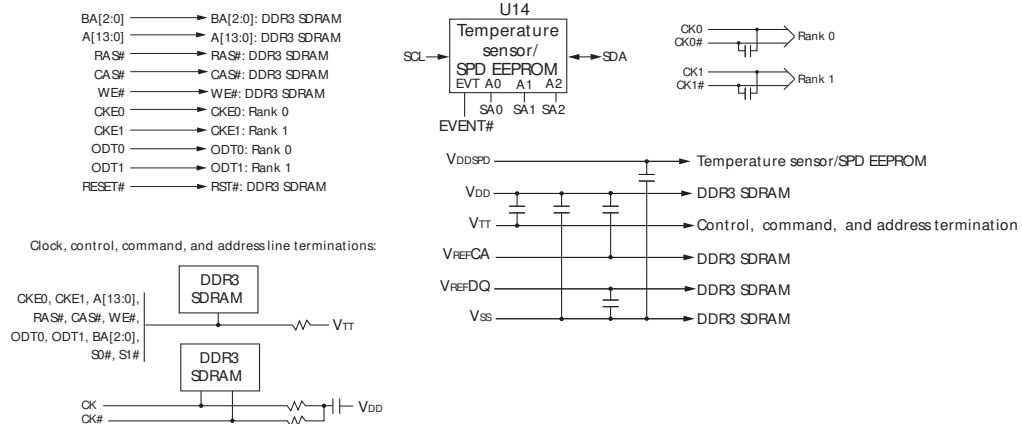 BA[2:0] BA[2:0]: DDR3 SDRAM
A[13:0] A[13:0]: DDR3 SDRAM
RAS# RAS#: DDR3 SDRAM
CAS# CAS#: DDR3 SDRAM
WE# WE#: DDR3 SDRAM
CKE0 CKE0: Rank 0
CKE1 CKE1: Rank 1
ODT0 ODT0: Rank 0
ODT1 ODT1: Rank 1
RESET# RST#: DDR3 SDRAM
U14
Temperature
sensor/
SPD EEPROM
SCL SDA
EVT A0 A1 A2
SA0 SA1 SA2
EVENT#
CK0
CK0#
Rank 0
CK1
CK1#
Rank 1
VDDSPD Temperature sensor/SPD EEPROM
VDD DDR3 SDRAM
VTT Control, command, and address termination
VREFCA DDR3 SDRAM
VREFDQ DDR3 SDRAM
VSS DDR3 SDRAM
Clock, control, command, and address line terminations:
DDR3
SDRAM
CKE0, CKE1, A[13:0],
RAS#, CAS#, WE#,
ODT0, ODT1, BA[2:0],
S0#, S1#
VTT
DDR3
SDRAM
CK
CK#
VDD